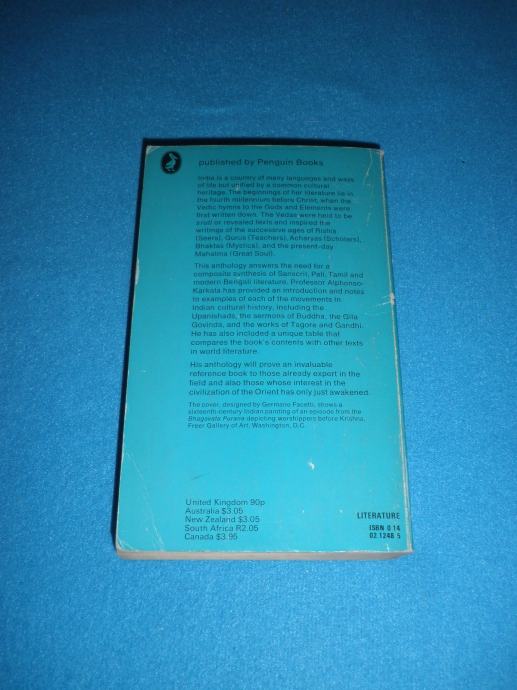 published by Penguin Books
India is a country of many languages and ways
of life but unified by a common cultural
heritage. The beginnings of her literature lie in
the fourth millennium before Christ, when the
Vedic hymns to the Gods and Elements were
first written down. The Vedas were held to be
sruti or revealed texts and inspired the
writings of the successive ages of Rishis
(Seers), Gurus (Teachers), Acharyas (Scholars),
Bhaktas (Mystics), and the present-day
Mahatma (Great Soul).
This anthology answers the need for a
composite synthesis of Sanscrit, Pali, Tamil and
modern Bengali literature. Professor Alphonso-
Karkala has provided an introduction and notes
to examples of each of the movements in
Indian cultural history, including the
Upanishads, the sermons of Buddha, the Gita
Govinda, and the works of Tagore and Gandhi.
He has also included a unique table that
compares the book's contents with other texts
in world literature.
His anthology will prove an invaluable
reference book to those already expert in the
field and also those whose interest in the
civilization of the Orient has only just awakened.
The cover, designed by Germano Facetti, shows a
sixteenth-century Indian painting of an episode from the
Bhagavata Purana depicting worshippers before Krishna,
Freer Gallery of Art, Washington, D.C.
United Kingdom 90p
Australia $3.05
New Zealand $3.05
South Africa R2.05
Canada $3.95
LITERATURE
ISBN 0 14
02.1248 5